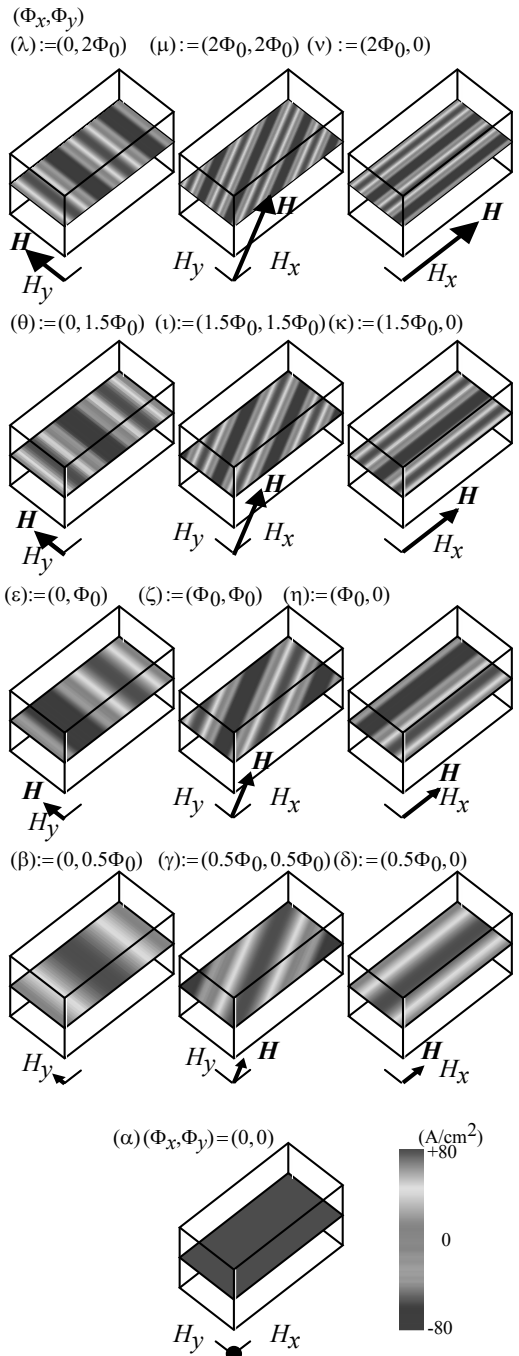 (Φx,Φy)
(λ):=(0,2Φ0) (μ):=(2Φ0,2Φ0) (ν) :=(2Φ0,0)
H H H
Hy Hy Hx Hx
(θ):=(0,1.5Φ0) (ι):=(1.5Φ0,1.5Φ0) (κ):=(1.5Φ0,0)
H H H
Hy Hy Hx Hx
(ε):=(0,Φ0) (ζ):=(Φ0,Φ0) (η):=(Φ0,0)
H H H
Hy Hy Hx Hx
(β):=(0,0.5Φ0) (γ):=(0.5Φ0,0.5Φ0) (δ):=(0.5Φ0,0)
Hy Hy H H Hx
(α)(Φx,Φy)=(0,0) (A/cm2)
+80
0
-80
Hy Hx